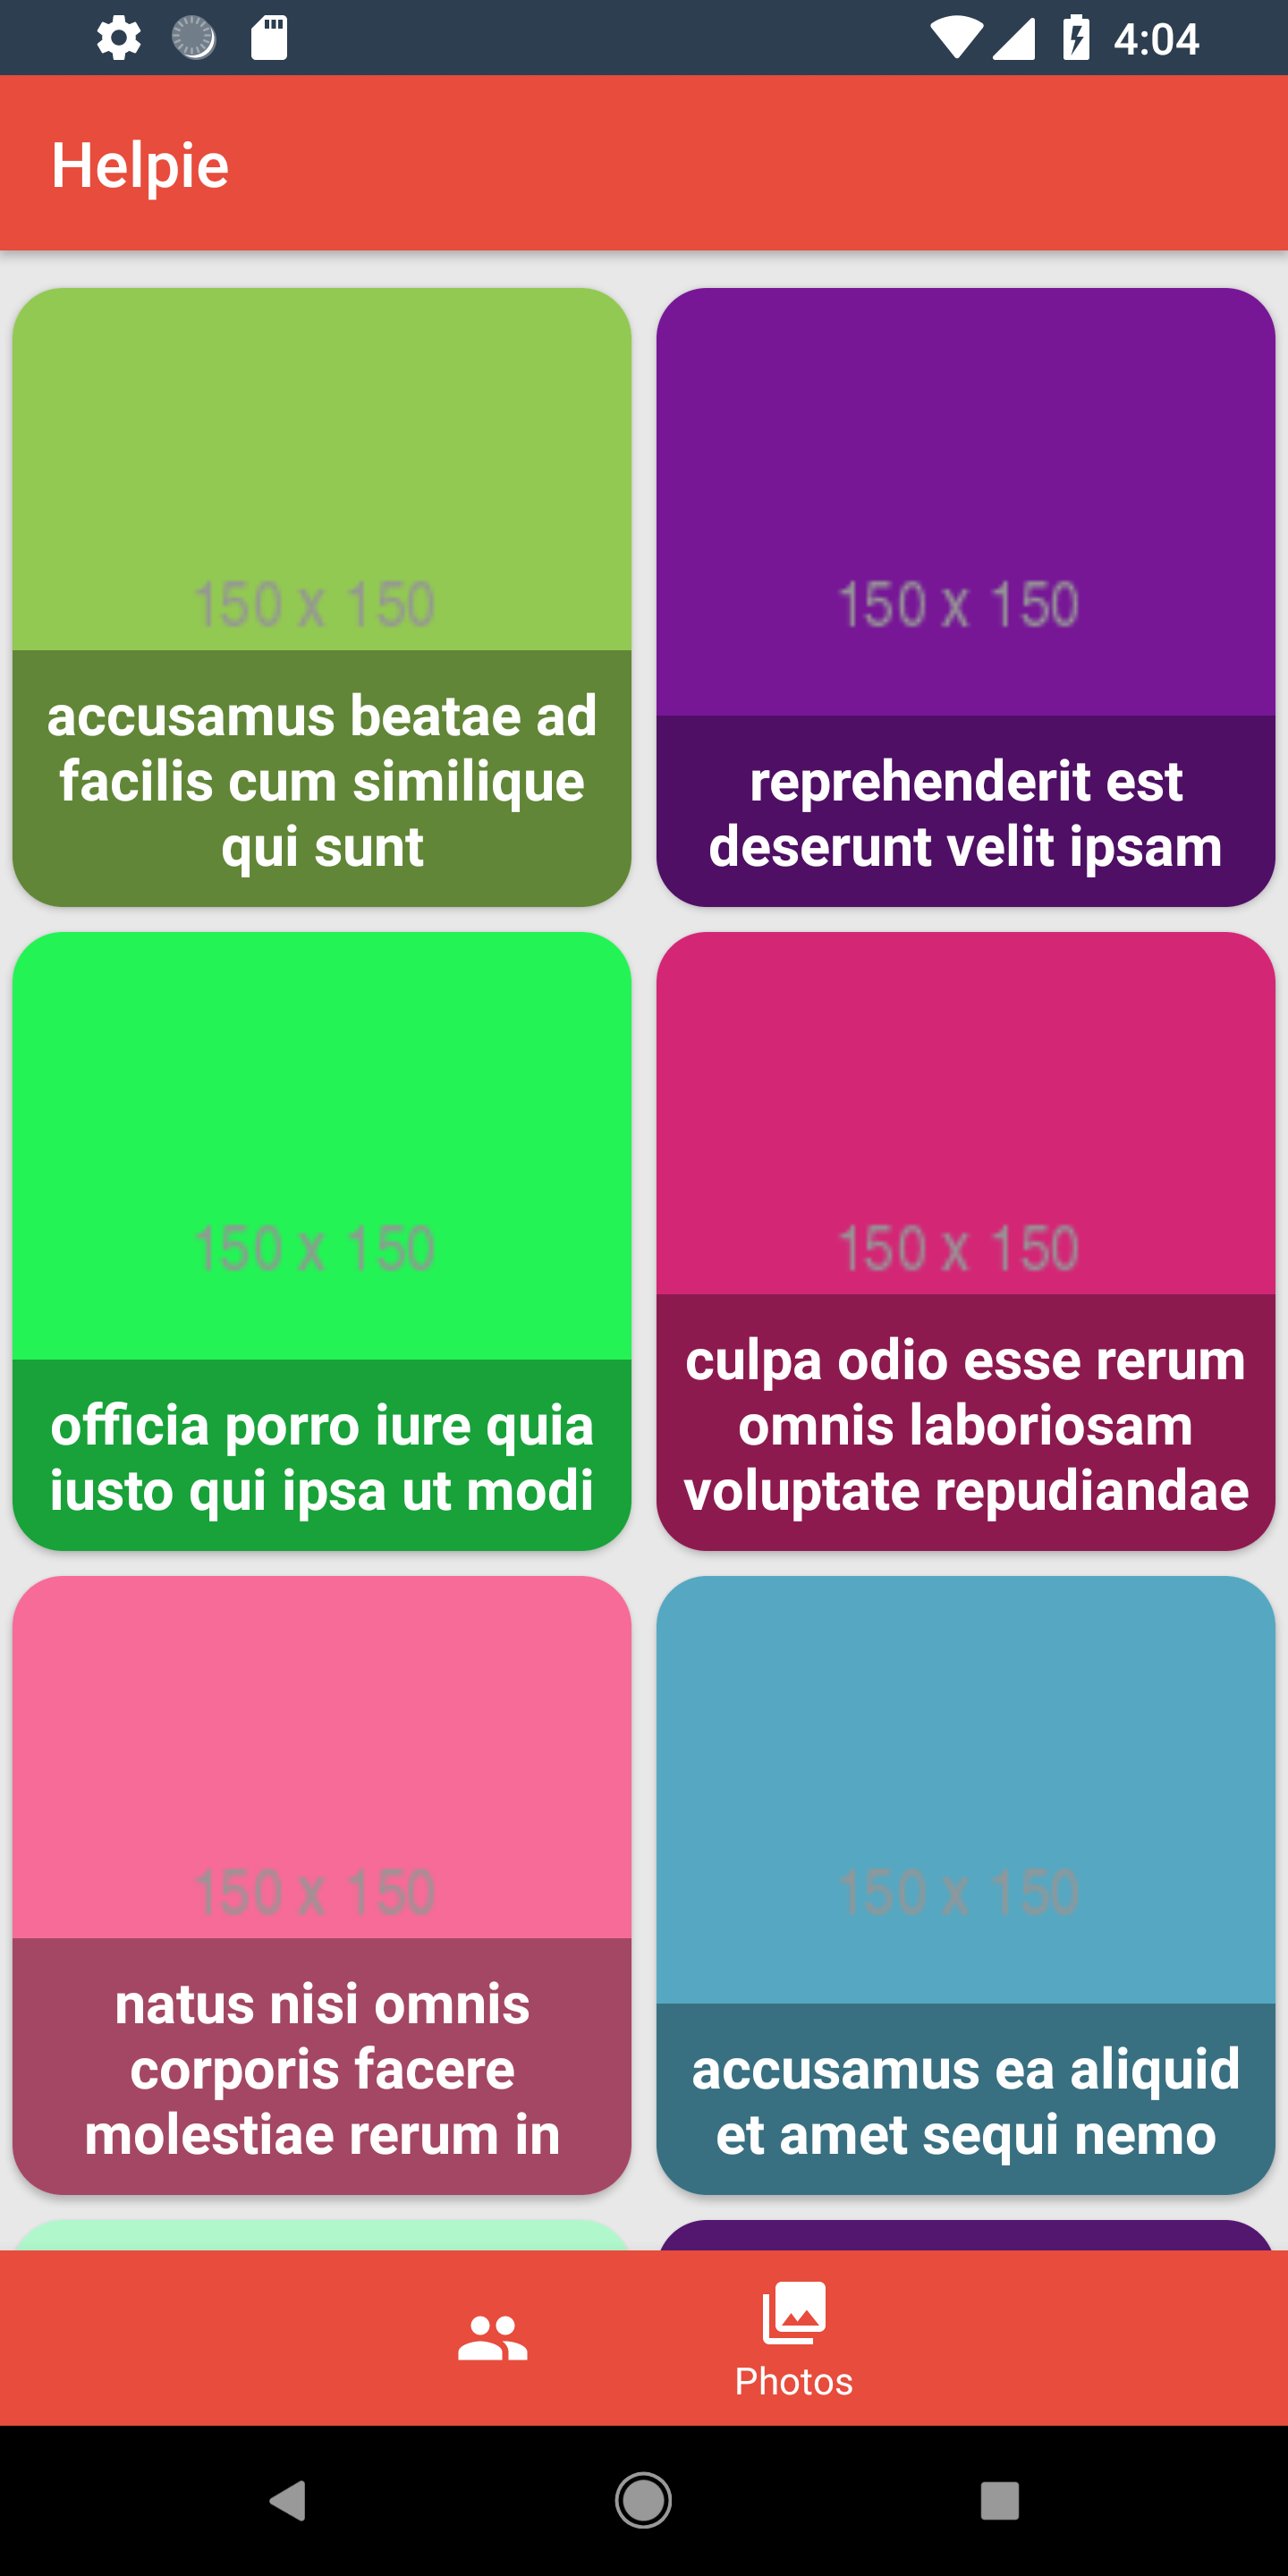 4:04
Helpie
150 x 150
accusamus beatae ad
facilis cum similique
qui sunt
150 x 150
reprehenderit est
deserunt velit ipsam
150 x 150
officia porro iure quia
iusto qui ipsa ut modi
150 x 150
culpa odio esse rerum
omnis laboriosam
voluptate repudiandae
150 x 150
natus nisi omnis
corporis facere
molestiae rerum in
150 x 150
accusamus ea aliquid
et amet sequi nemo
Photos